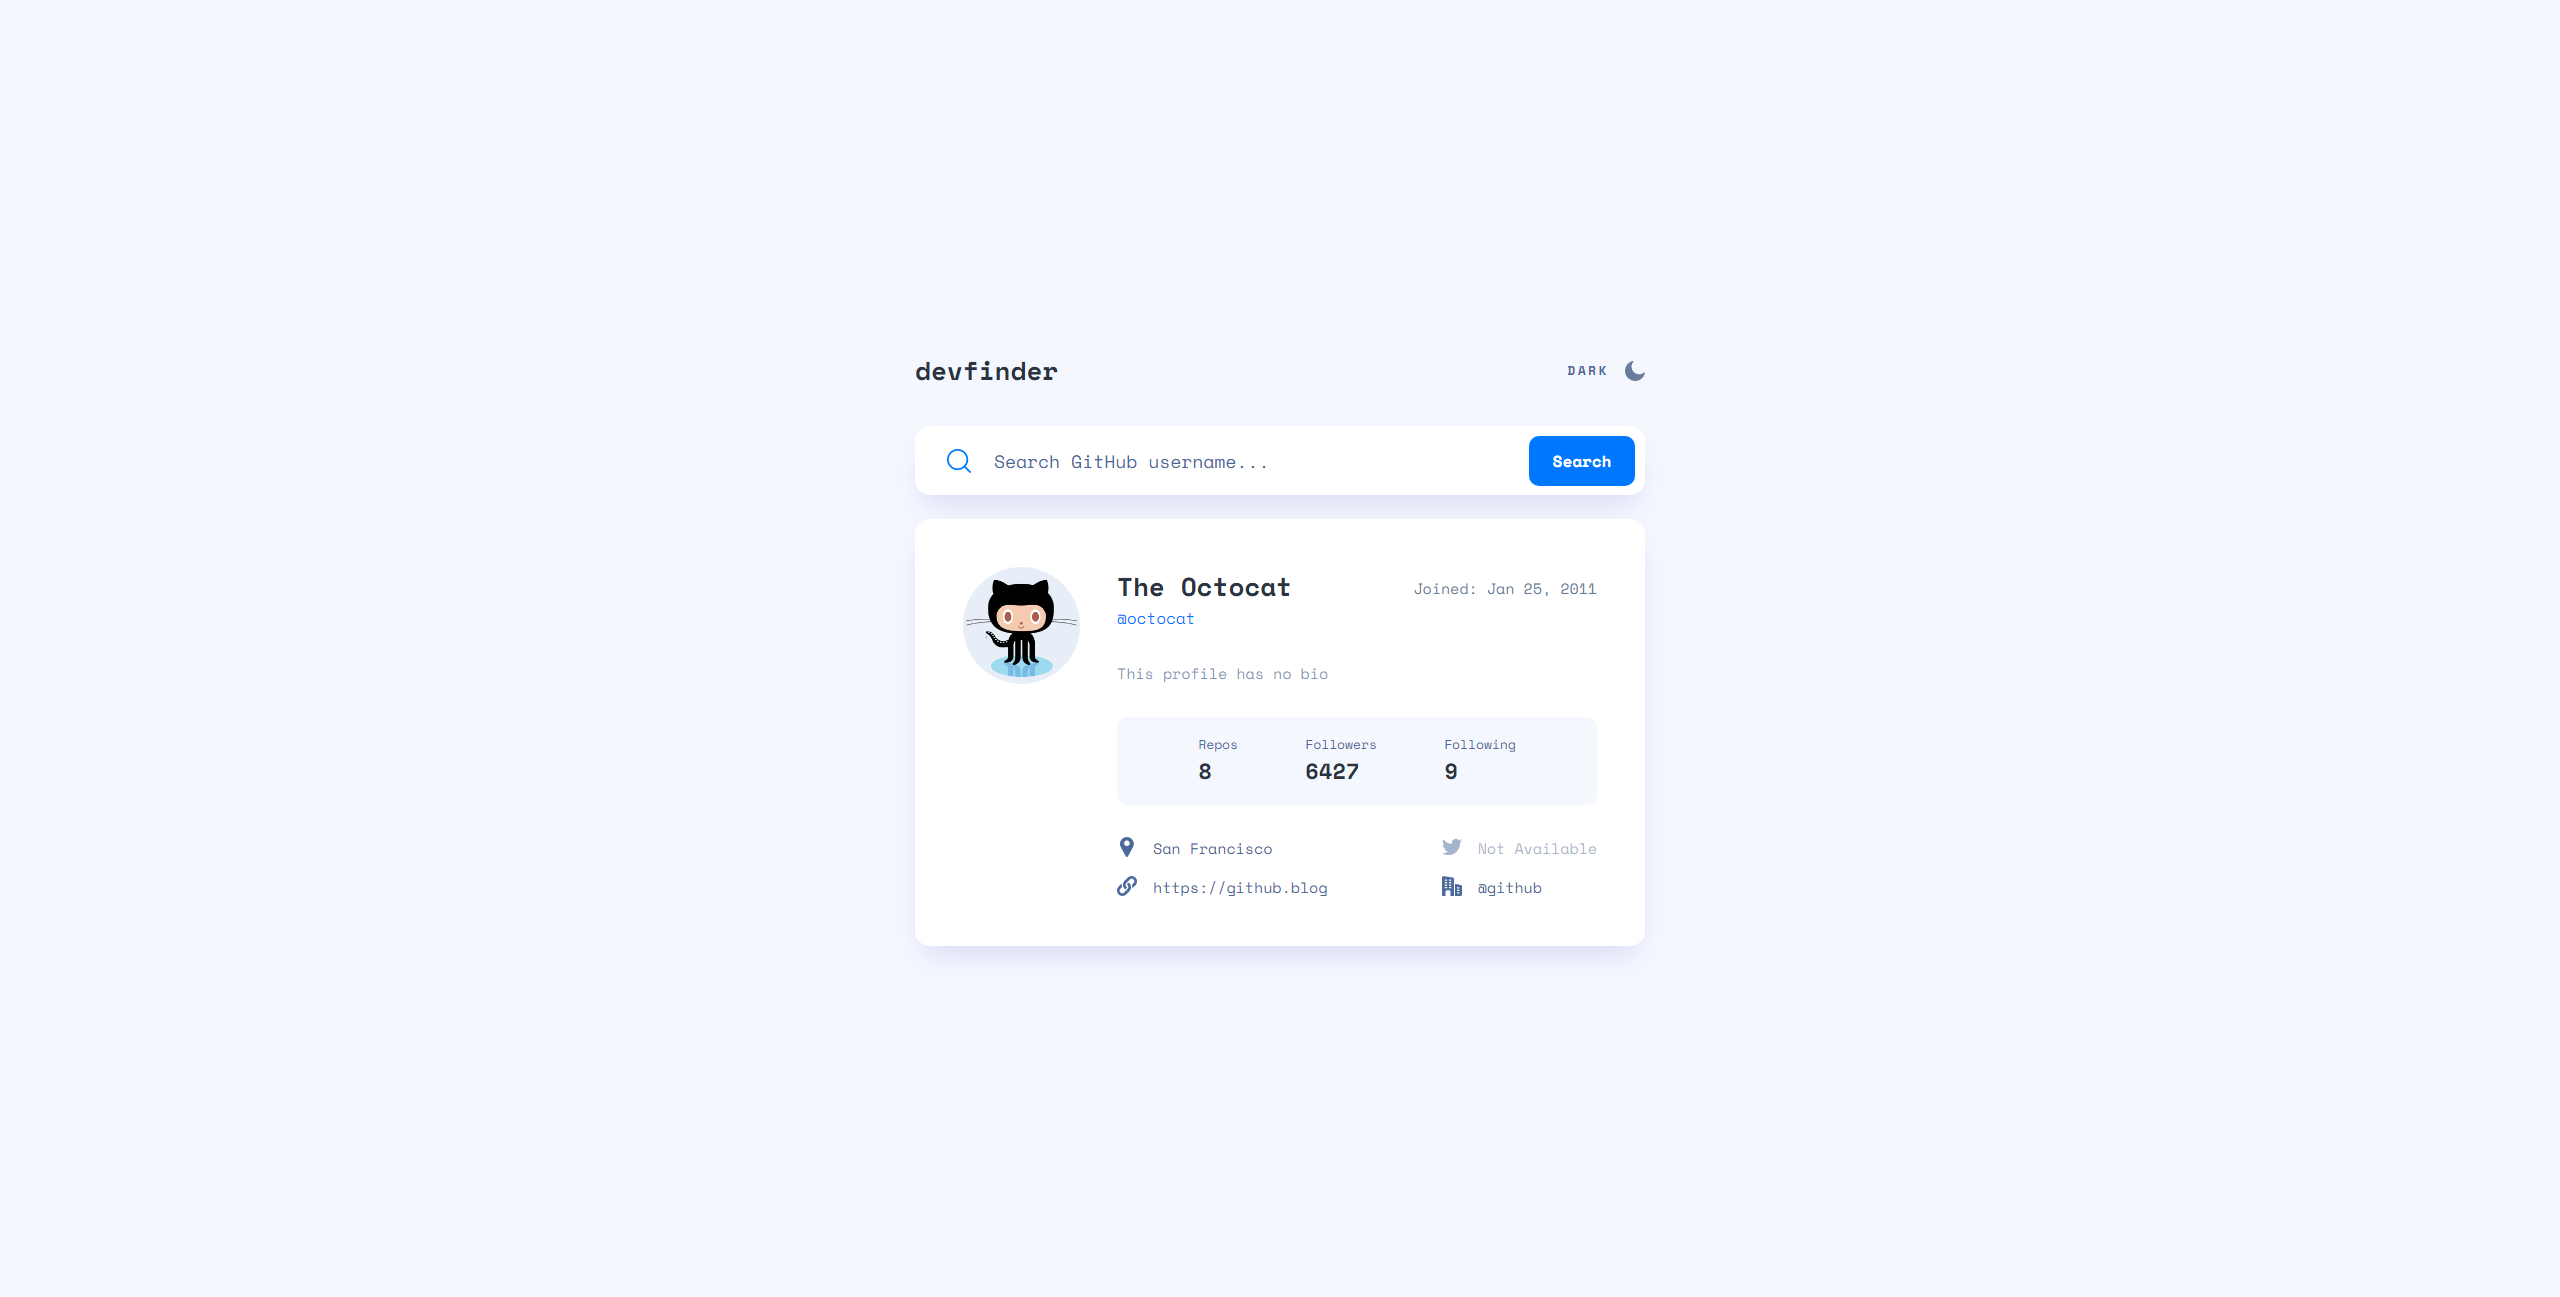 devfinder
DARK
Search GitHub username...
Search
The Octocat
Joined: Jan 25, 2011
@octocat
This profile has no bio
Repos
Followers
Following
8
6427
9
San Francisco
Not Available
https://github.blog
@github